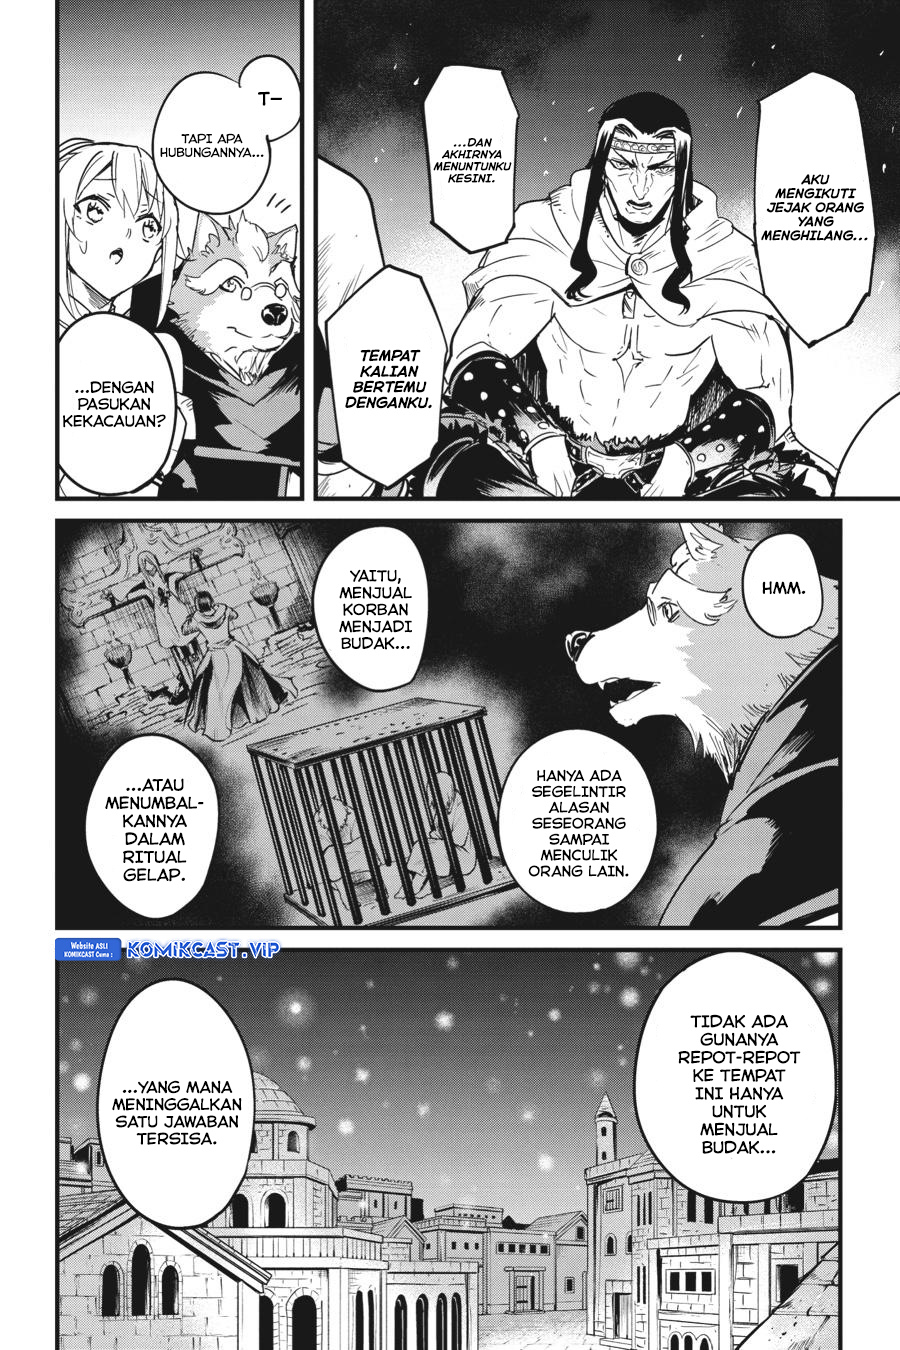 AKU
MENGIKUTI
JEJAK ORANG
YANG
MENGHILANG...
...DAN
AKHIRNYA
MENUNTUNKU
KESINI.
TEMPAT
KALIAN
BERTEMU
DENGANKU.
T–
TAPI APA
HUBUNGANNYA...
...DENGAN
PASUKAN
KEKACAUAN?
HMM.
HANYA ADA
SEGELINTIR
ALASAN
SESEORANG
SAMPAI
MENCULIK
ORANG LAIN.
YAITU,
MENJUAL
KORBAN
MENJADI
BUDAK...
...ATAU
MENUMBAL-
KANNYA
DALAM
RITUAL
GELAP.
Website ASLI
KOMIKCAST Cuma :
KOMIKCAST.VIP
TIDAK ADA
GUNANYA
REPOT-REPOT
KE TEMPAT
INI HANYA
UNTUK
MENJUAL
BUDAK...
...YANG MANA
MENINGGALKAN
SATU JAWABAN
TERSISA.